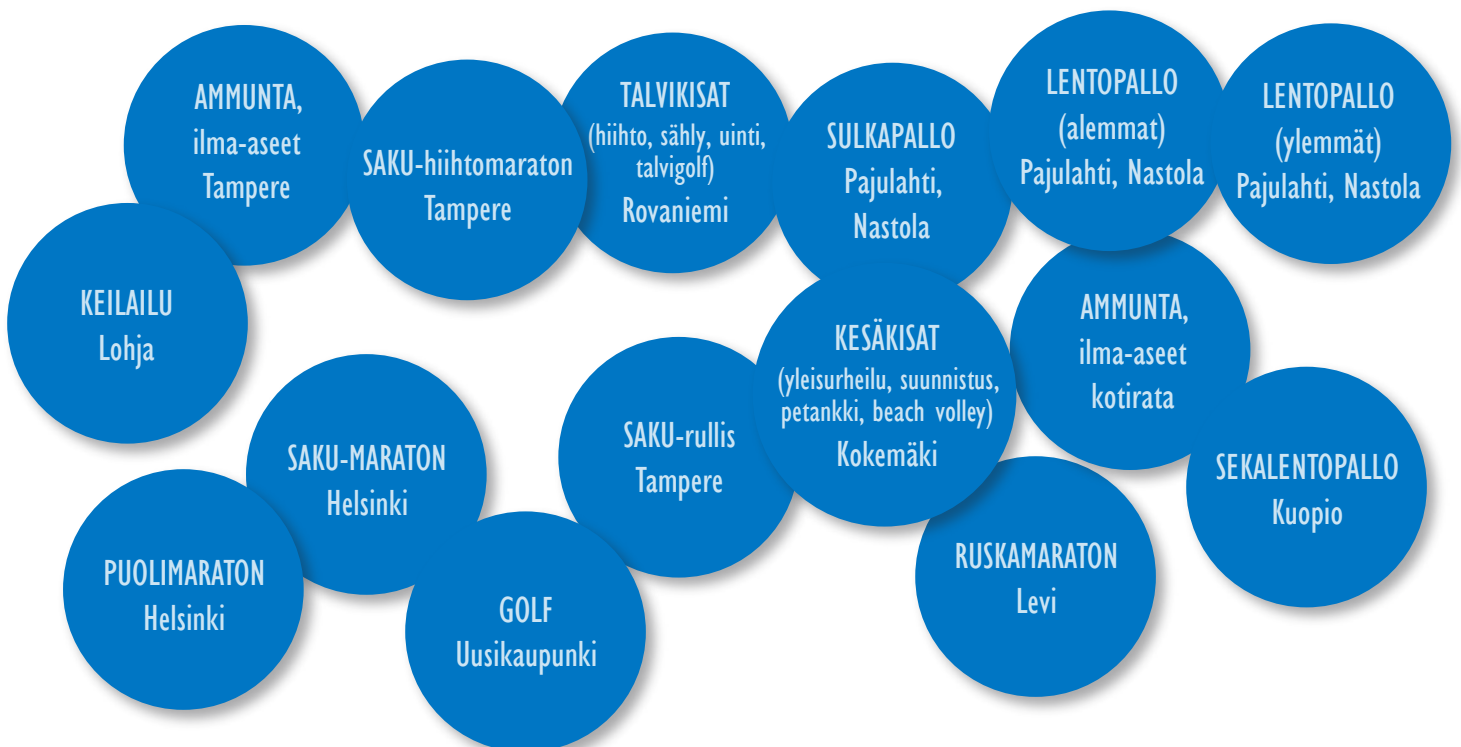 AMMUNTA,
ilma-aseet
Tampere
SAKU-hiihtomaraton
Tampere
TALVIKISAT
(hiihto, sähly, uinti,
talvigolf)
Rovaniemi
SULKAPALLO
Pajulahti,
Nastola
LENTOPALLO
(alemmat)
Pajulahti, Nastola
LENTOPALLO
(ylemmät)
Pajulahti, Nastola
KEILAILU
Lohja
SAKU-MARATON
Helsinki
SAKU-rullis
Tampere
KESÄKISAT
(yleisurheilu, suunnistus,
petankki, beach volley)
Kokemäki
AMMUNTA,
ilma-aseet
kotirata
SEKALENTOPALLO
Kuopio
PUOLIMARATON
Helsinki
GOLF
Uusikaupunki
RUSKAMARATON
Levi